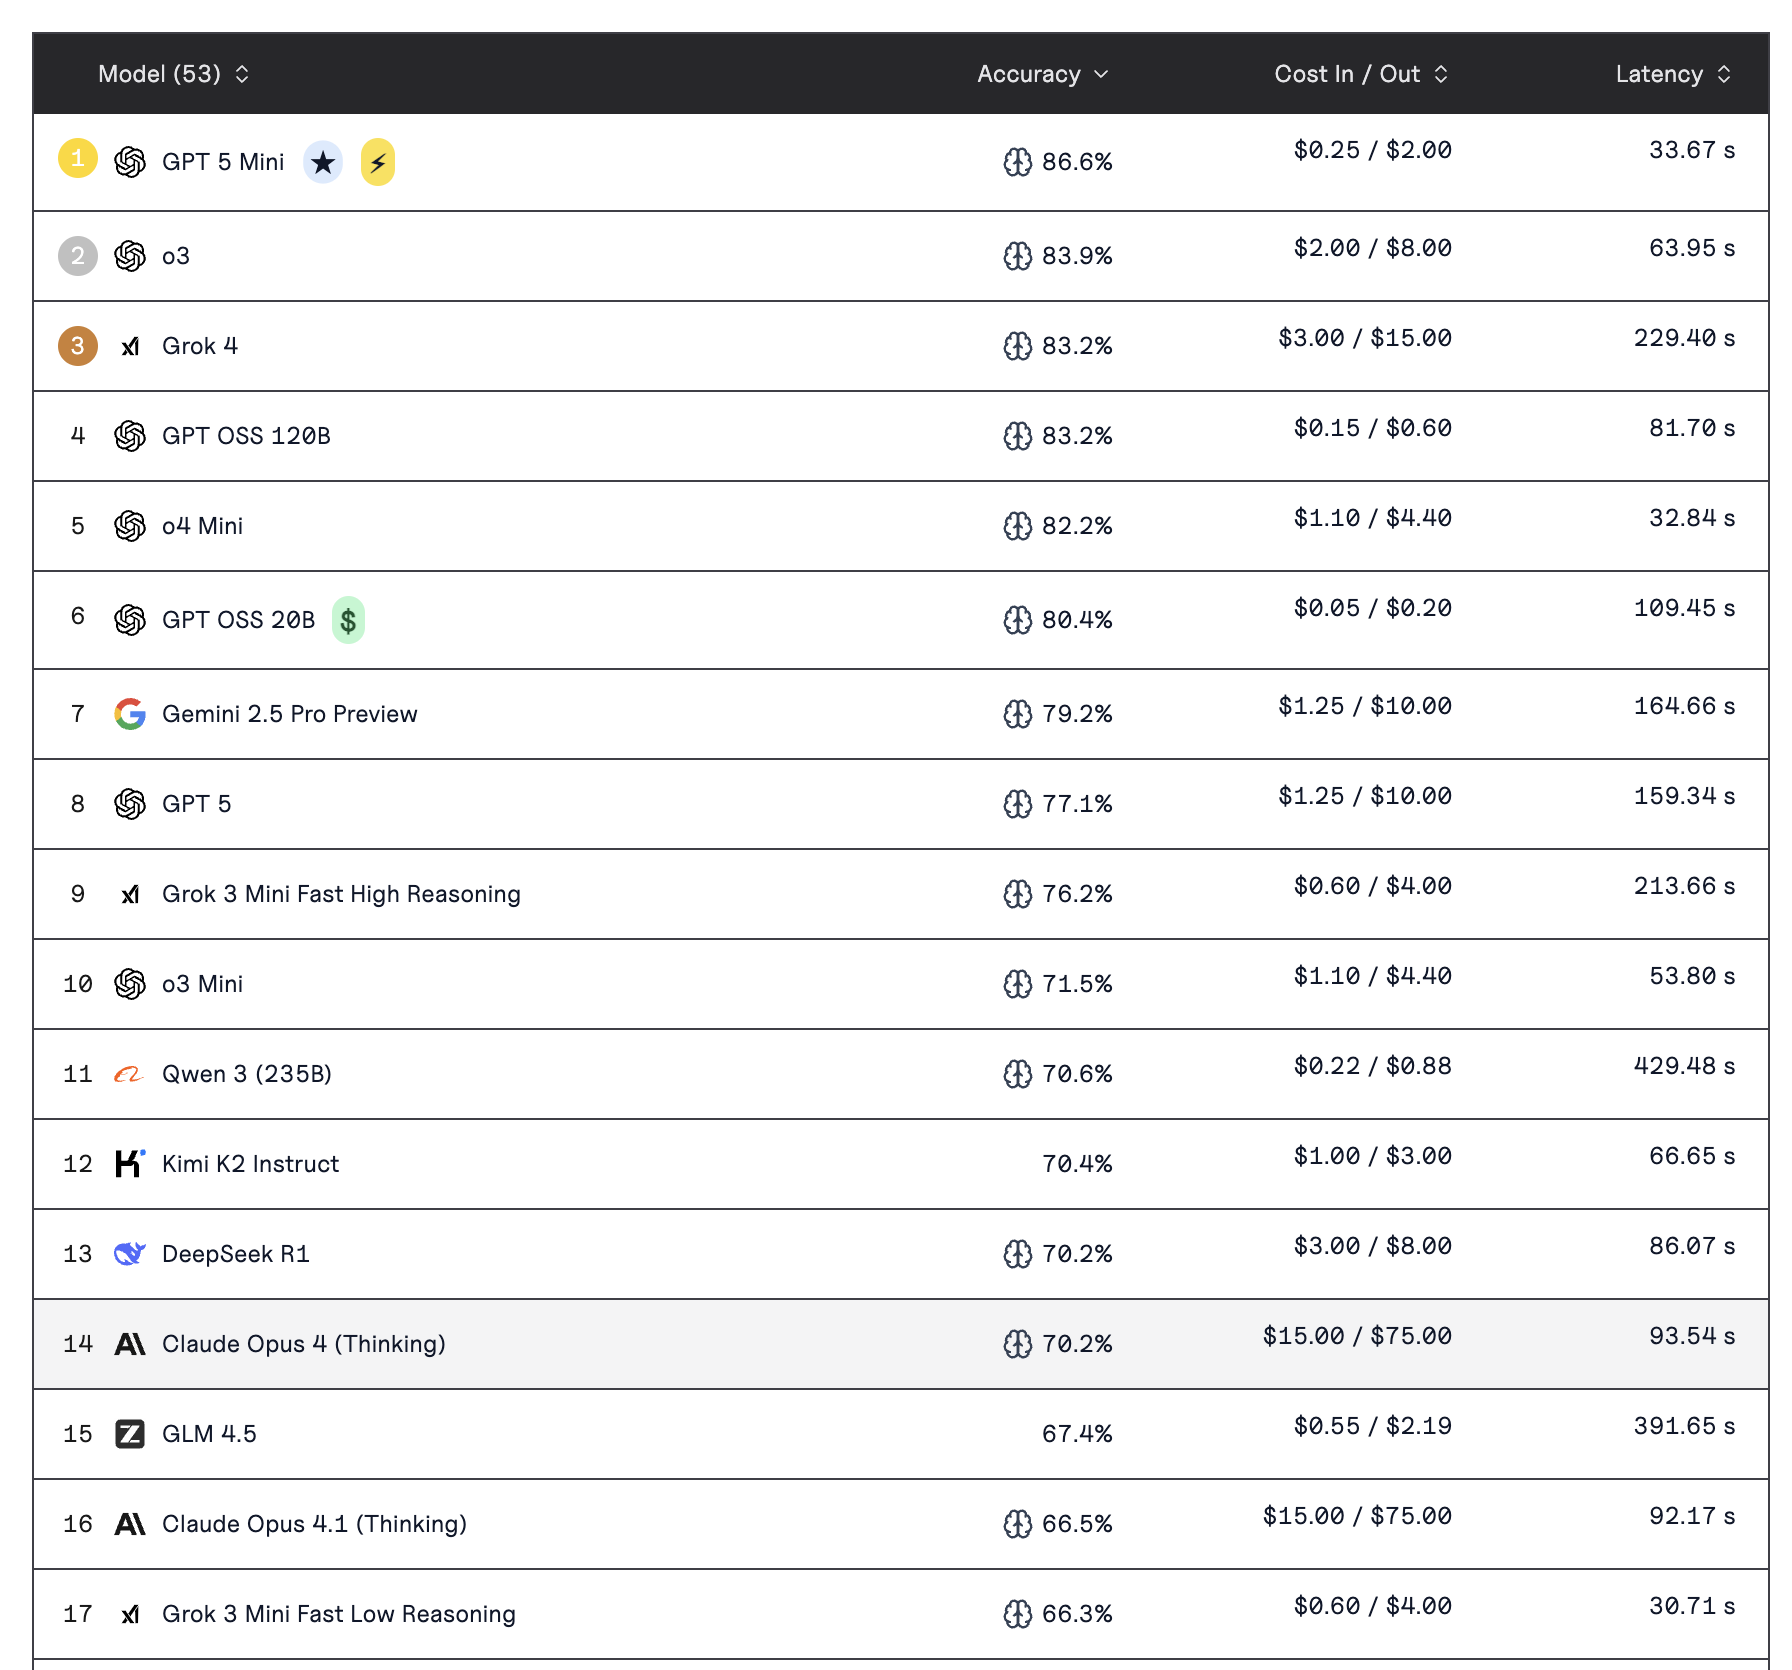 Model (53) Accuracy Cost In / Out Latency
1 GPT 5 Mini 86.6% $0.25 / $2.00 33.67 s
2 o3 83.9% $2.00 / $8.00 63.95 s
3 Grok 4 83.2% $3.00 / $15.00 229.40 s
4 GPT OSS 120B 83.2% $0.15 / $0.60 81.70 s
5 o4 Mini 82.2% $1.10 / $4.40 32.84 s
6 GPT OSS 20B $ 80.4% $0.05 / $0.20 109.45 s
7 Gemini 2.5 Pro Preview 79.2% $1.25 / $10.00 164.66 s
8 GPT 5 77.1% $1.25 / $10.00 159.34 s
9 Grok 3 Mini Fast High Reasoning 76.2% $0.60 / $4.00 213.66 s
10 o3 Mini 71.5% $1.10 / $4.40 53.80 s
11 Qwen 3 (235B) 70.6% $0.22 / $0.88 429.48 s
12 Kimi K2 Instruct 70.4% $1.00 / $3.00 66.65 s
13 DeepSeek R1 70.2% $3.00 / $8.00 86.07 s
14 Claude Opus 4 (Thinking) 70.2% $15.00 / $75.00 93.54 s
15 GLM 4.5 67.4% $0.55 / $2.19 391.65 s
16 Claude Opus 4.1 (Thinking) 66.5% $15.00 / $75.00 92.17 s
17 Grok 3 Mini Fast Low Reasoning 66.3% $0.60 / $4.00 30.71 s